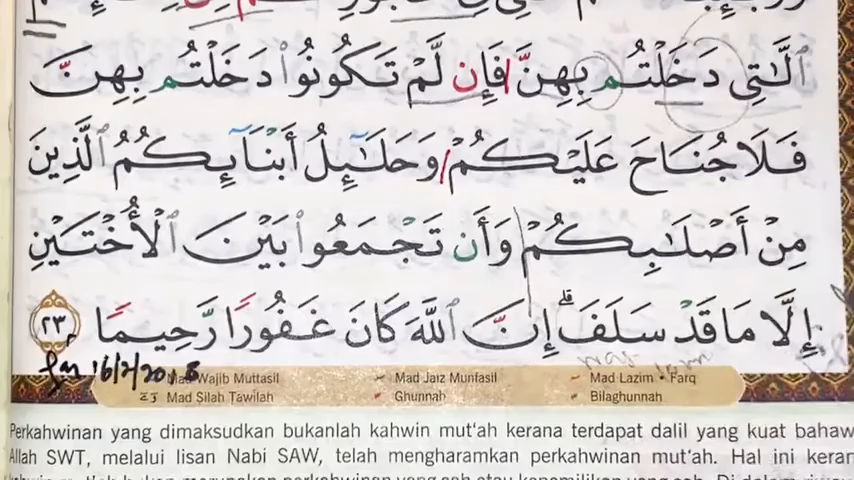 ٱلَّٰتِي دَخَلْتُم بِهِنَّ فَإِن لَّمْ تَكُونُوا۟ دَخَلْتُم بِهِنَّ
فَلَا جُنَاحَ عَلَيْكُمْ وَحَلَٰٓئِلُ أَبْنَآئِكُمُ ٱلَّذِينَ
مِنْ أَصْلَٰبِكُمْ وَأَن تَجْمَعُوا۟ بَيْنَ ٱلْأُخْتَيْنِ
إِلَّا مَا قَدْ سَلَفَ ۗ إِنَّ ٱللَّهَ كَانَ غَفُورًا رَّحِيمًا ٢٣
16/2/2018
Mad Wajib Muttasil Mad Jaiz Munfasil Mad Lazim • Farq
Mad Silah Tawilah Ghunnah Bilaghunnah
Perkahwinan yang dimaksudkan bukanlah kahwin mut'ah kerana terdapat dalil yang kuat bahaw
Allah SWT, melalui lisan Nabi SAW, telah mengharamkan perkahwinan mut'ah. Hal ini keran